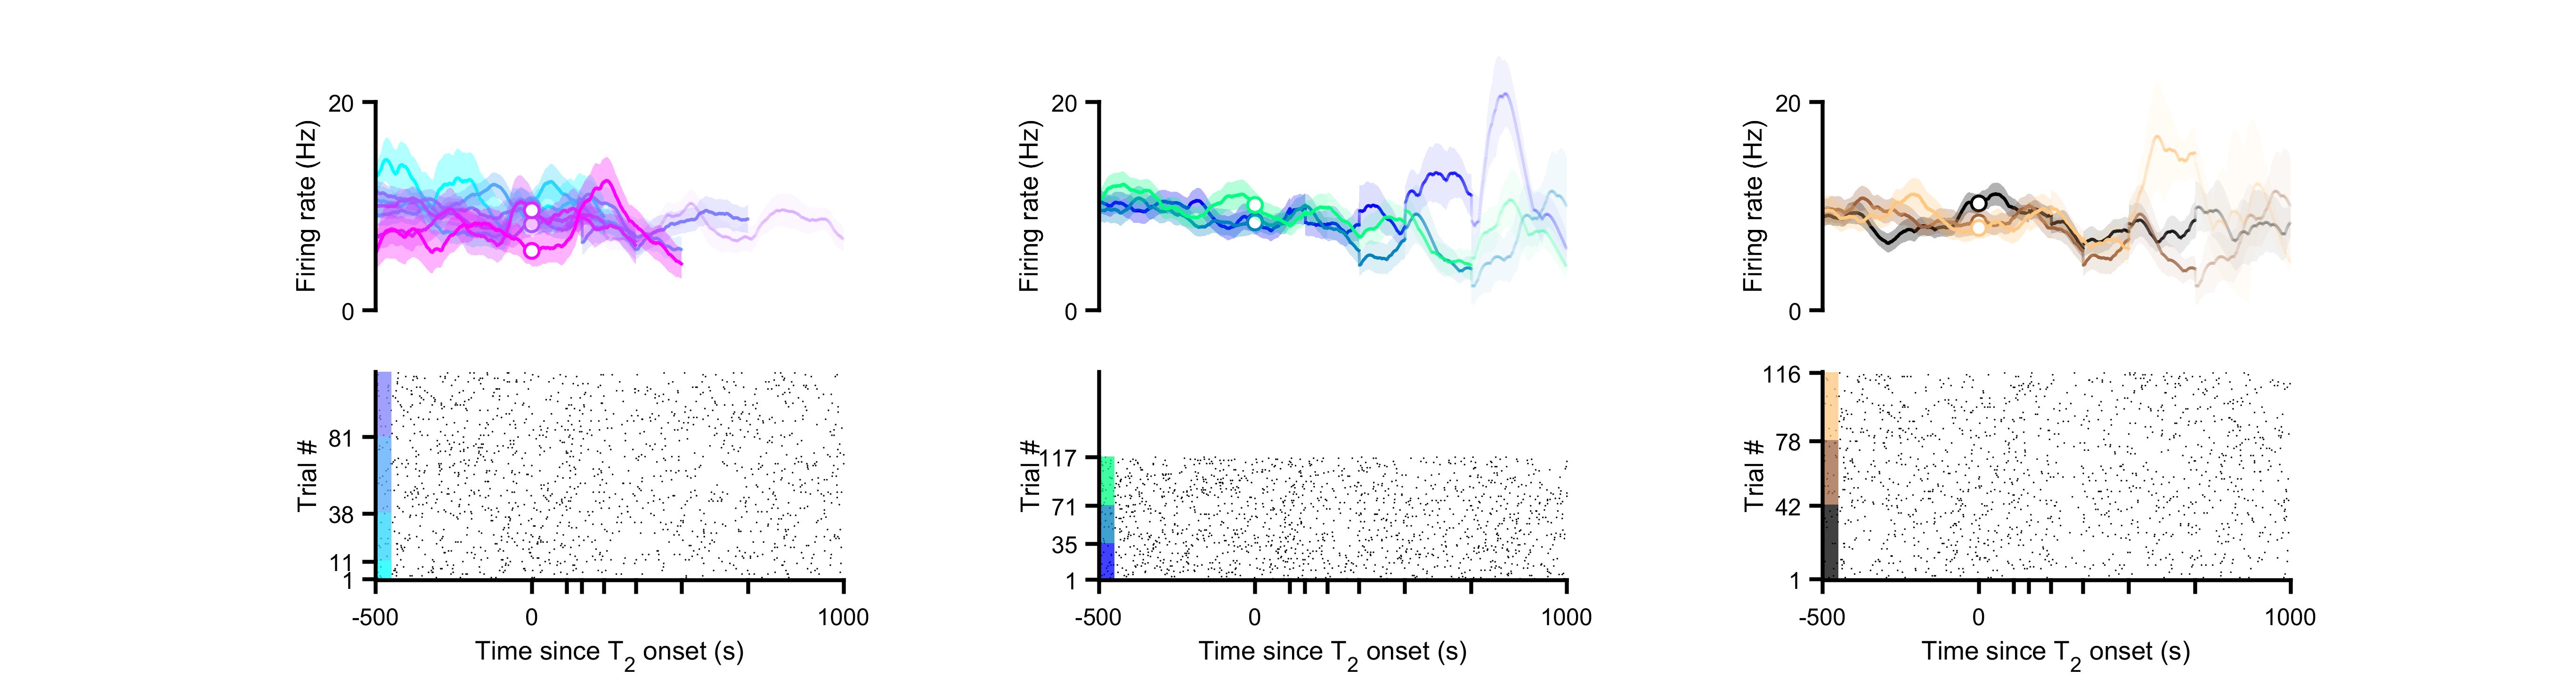 20
Firing rate (Hz)
0
20
Firing rate (Hz)
0
20
Firing rate (Hz)
0
81
38
11
1
Trial #
-500 0 1000
Time since T2 onset (s)
117
71
35
1
Trial #
-500 0 1000
Time since T2 onset (s)
116
78
42
1
Trial #
-500 0 1000
Time since T2 onset (s)